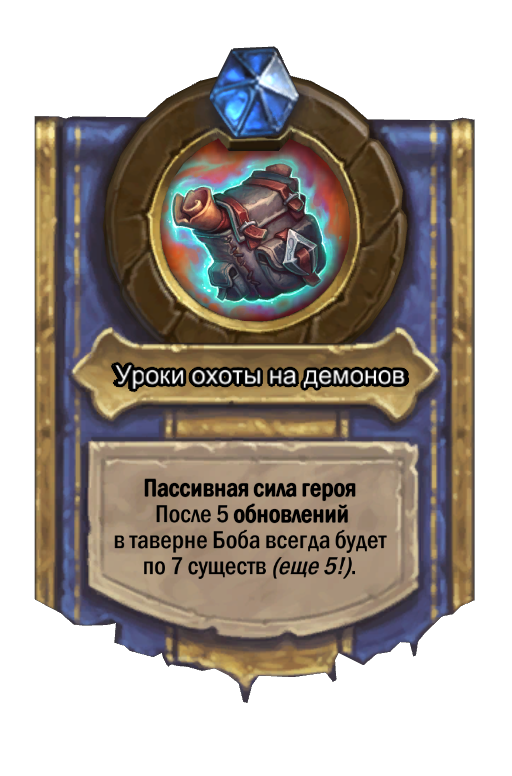 Уроки охоты на демонов
Пассивная сила героя
После 5 обновлений
в таверне Боба всегда будет
по 7 существ (еще 5!).